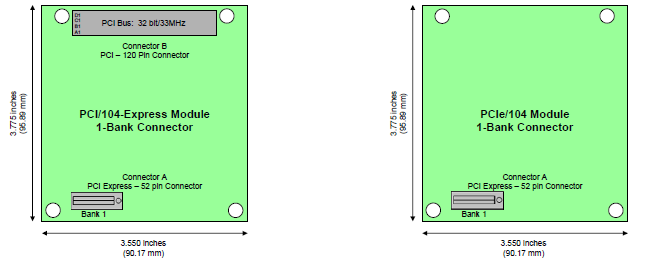 D1
C1
B1
A1
PCI Bus: 32 bit/33MHz
Connector B
PCI – 120 Pin Connector
PCI/104-Express Module
1-Bank Connector
Connector A
PCI Express – 52 pin Connector
Bank 1
3.775 inches
(95.89 mm)
3.550 inches
(90.17 mm)
PCIe/104 Module
1-Bank Connector
Connector A
PCI Express – 52 pin Connector
Bank 1
3.775 inches
(95.89 mm)
3.550 inches
(90.17 mm)